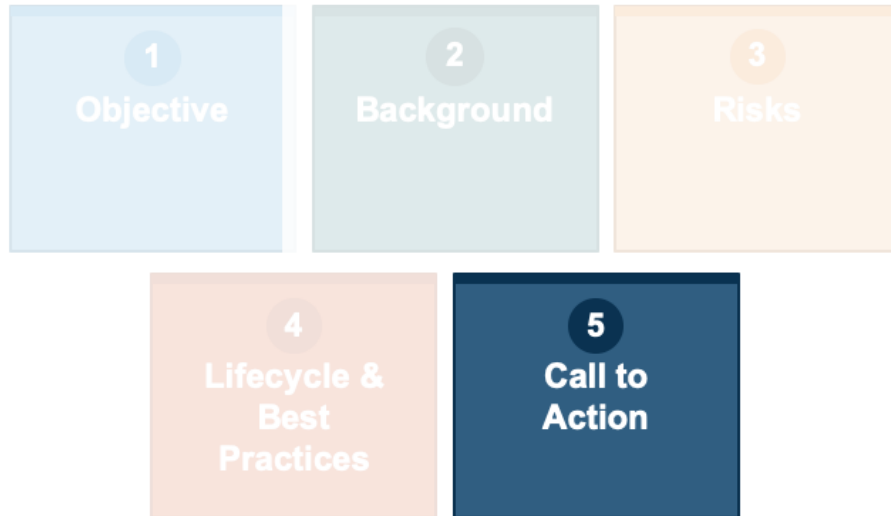 1
Objective
2
Background
3
Risks
4
Lifecycle &
Best
Practices
5
Call to
Action